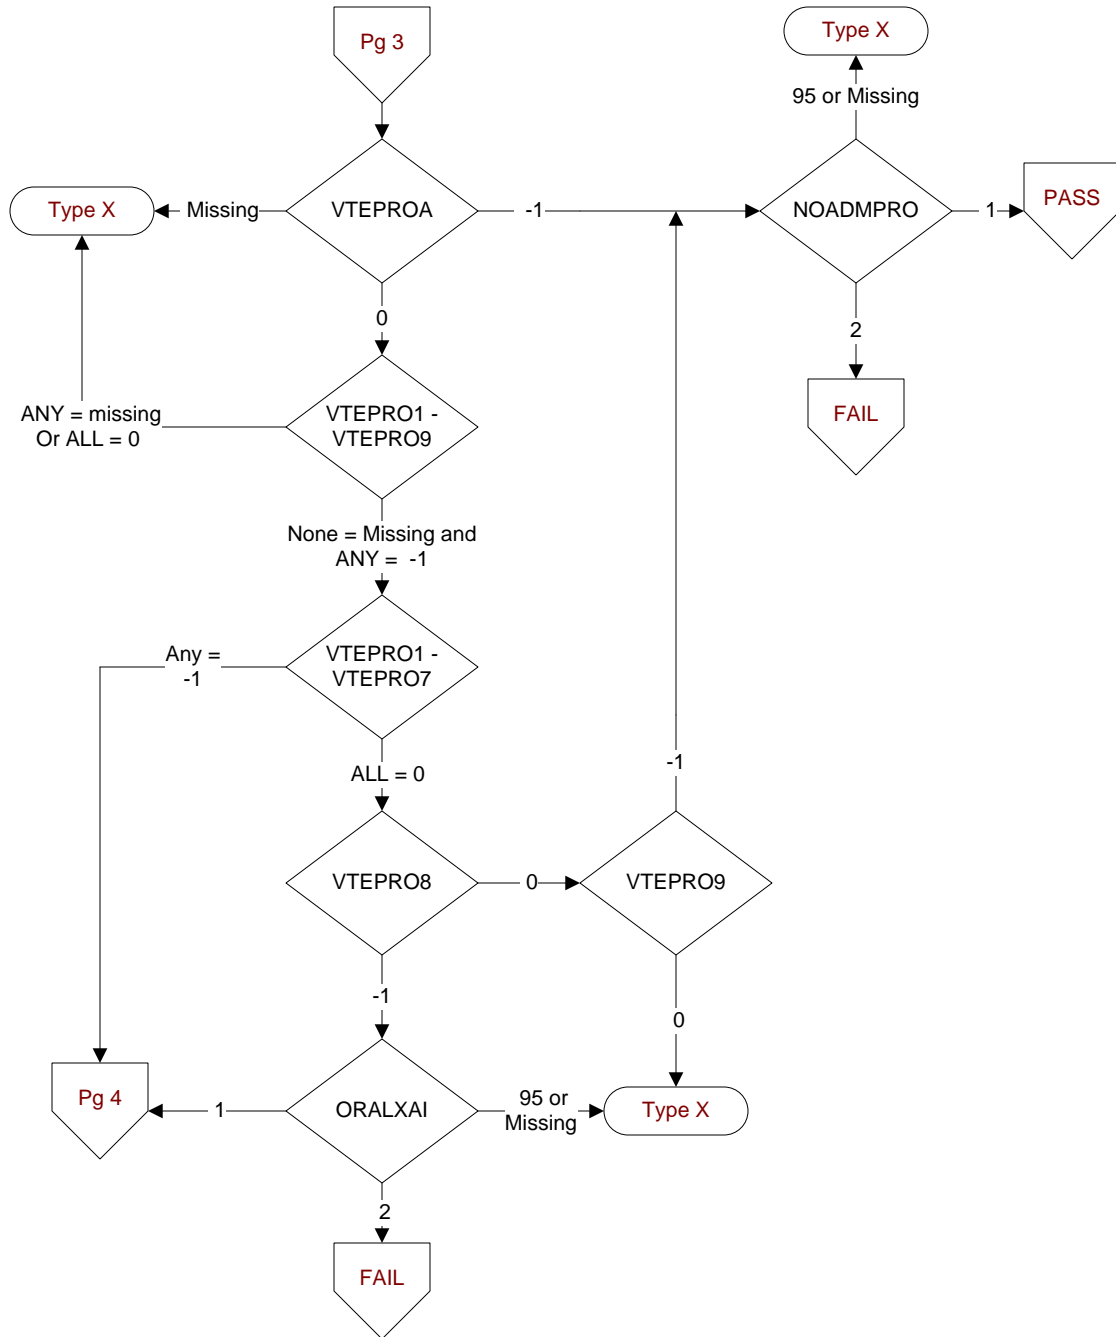 Pg 3
Type X
95 or Missing
Type X
Missing
VTEPROA
-1
NOADMPRO
1
PASS
0
2
ANY = missing
Or ALL = 0
VTEPRO1 -
VTEPRO9
FAIL
None = Missing and
ANY = -1
Any =
-1
VTEPRO1 -
VTEPRO7
ALL = 0
-1
VTEPRO8
0
VTEPRO9
-1
0
Pg 4
1
ORALXAI
95 or
Missing
Type X
2
FAIL